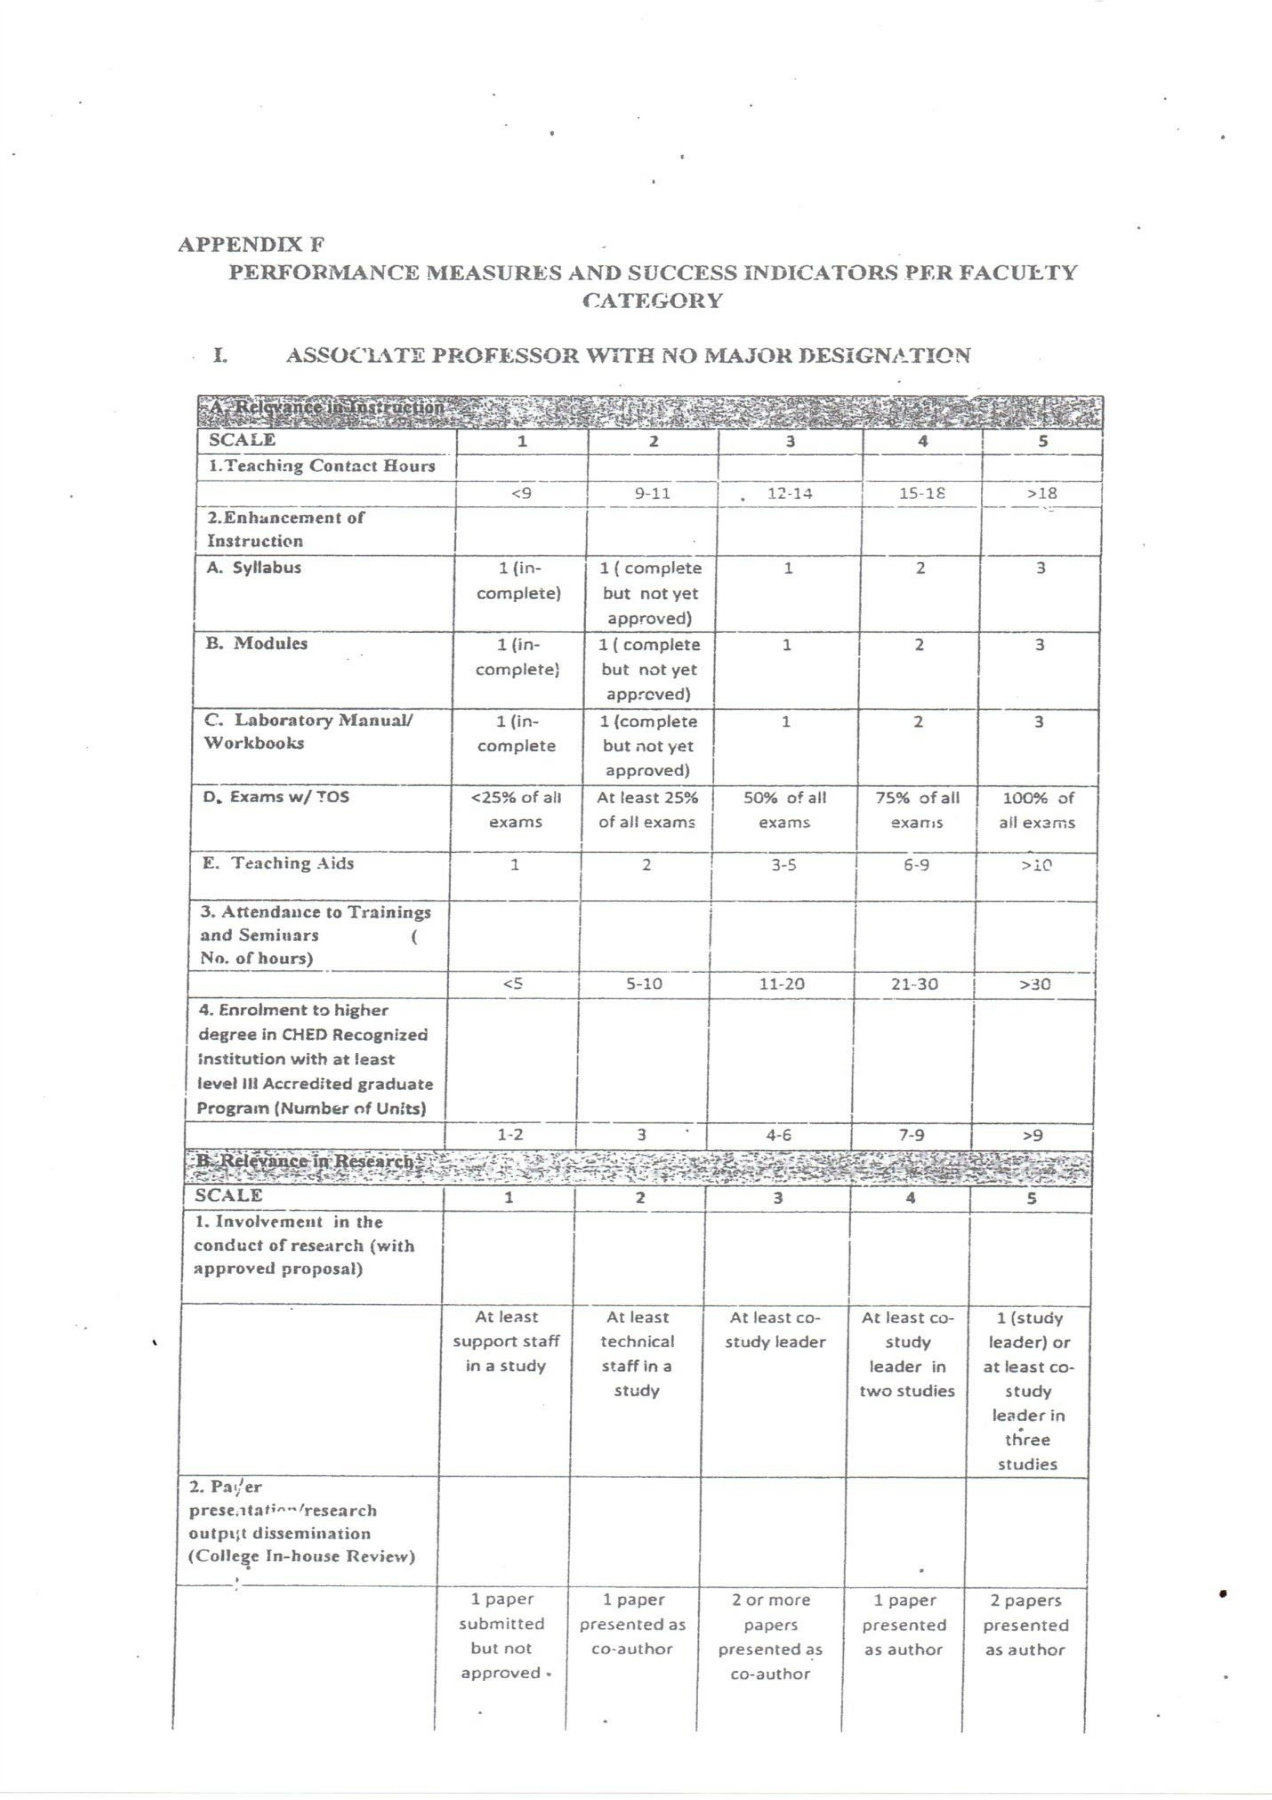 APPENDIX F
PERFORMANCE MEASURES AND SUCCESS INDICATORS PER FACULTY
CATEGORY
I. ASSOCIATE PROFESSOR WITH NO MAJOR DESIGNATION
A. Relevance in Instruction
SCALE 1 2 3 4 5
1.Teaching Contact Hours
<9 9-11 12-14 15-18 >18
2.Enhancement of
Instruction
A. Syllabus 1 (in- 1 ( complete 1 2 3
complete) but not yet
approved)
B. Modules 1 (in- 1 ( complete 1 2 3
complete) but not yet
approved)
C. Laboratory Manual/ 1 (in- 1 (complete 1 2 3
Workbooks complete but not yet
approved)
D. Exams w/ TOS <25% of all At least 25% 50% of all 75% of all 100% of
exams of all exams exams exams all exams
E. Teaching Aids 1 2 3-5 6-9 >10
3. Attendance to Trainings
and Seminars (
No. of hours)
<5 5-10 11-20 21-30 >30
4. Enrolment to higher
degree in CHED Recognized
Institution with at least
level III Accredited graduate
Program (Number of Units)
1-2 3 4-6 7-9 >9
B. Relevance in Research
SCALE 1 2 3 4 5
1. Involvement in the
conduct of research (with
approved proposal)
At least At least At least co- At least co- 1 (study
support staff technical study leader study leader) or
in a study staff in a leader in at least co-
study two studies study
leader in
three
studies
2. Paper
presentation/research
output dissemination
(College In-house Review)
1 paper 1 paper 2 or more 1 paper 2 papers
submitted presented as papers presented presented
but not co-author presented as as author as author
approved co-author